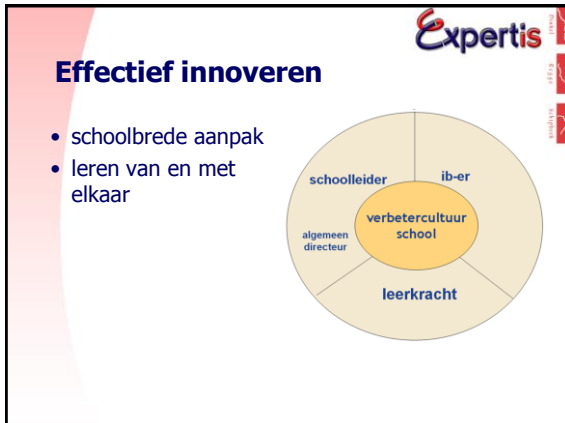 Expertis
Effectief innoveren
• schoolbrede aanpak
• leren van en met
elkaar
schoolleider
ib-er
algemeen
directeur
verbetercultuur
school
leerkracht